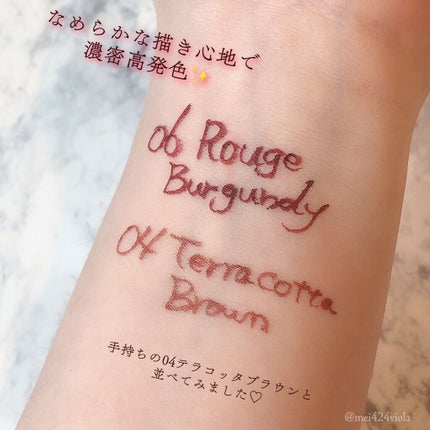 なめらかな描き心地で
濃密高発色✨
06 Rouge
Burgundy
04 Terracotta
Brown
手持ちの04テラコッタブラウンと
並べてみました♡
@mei424viola